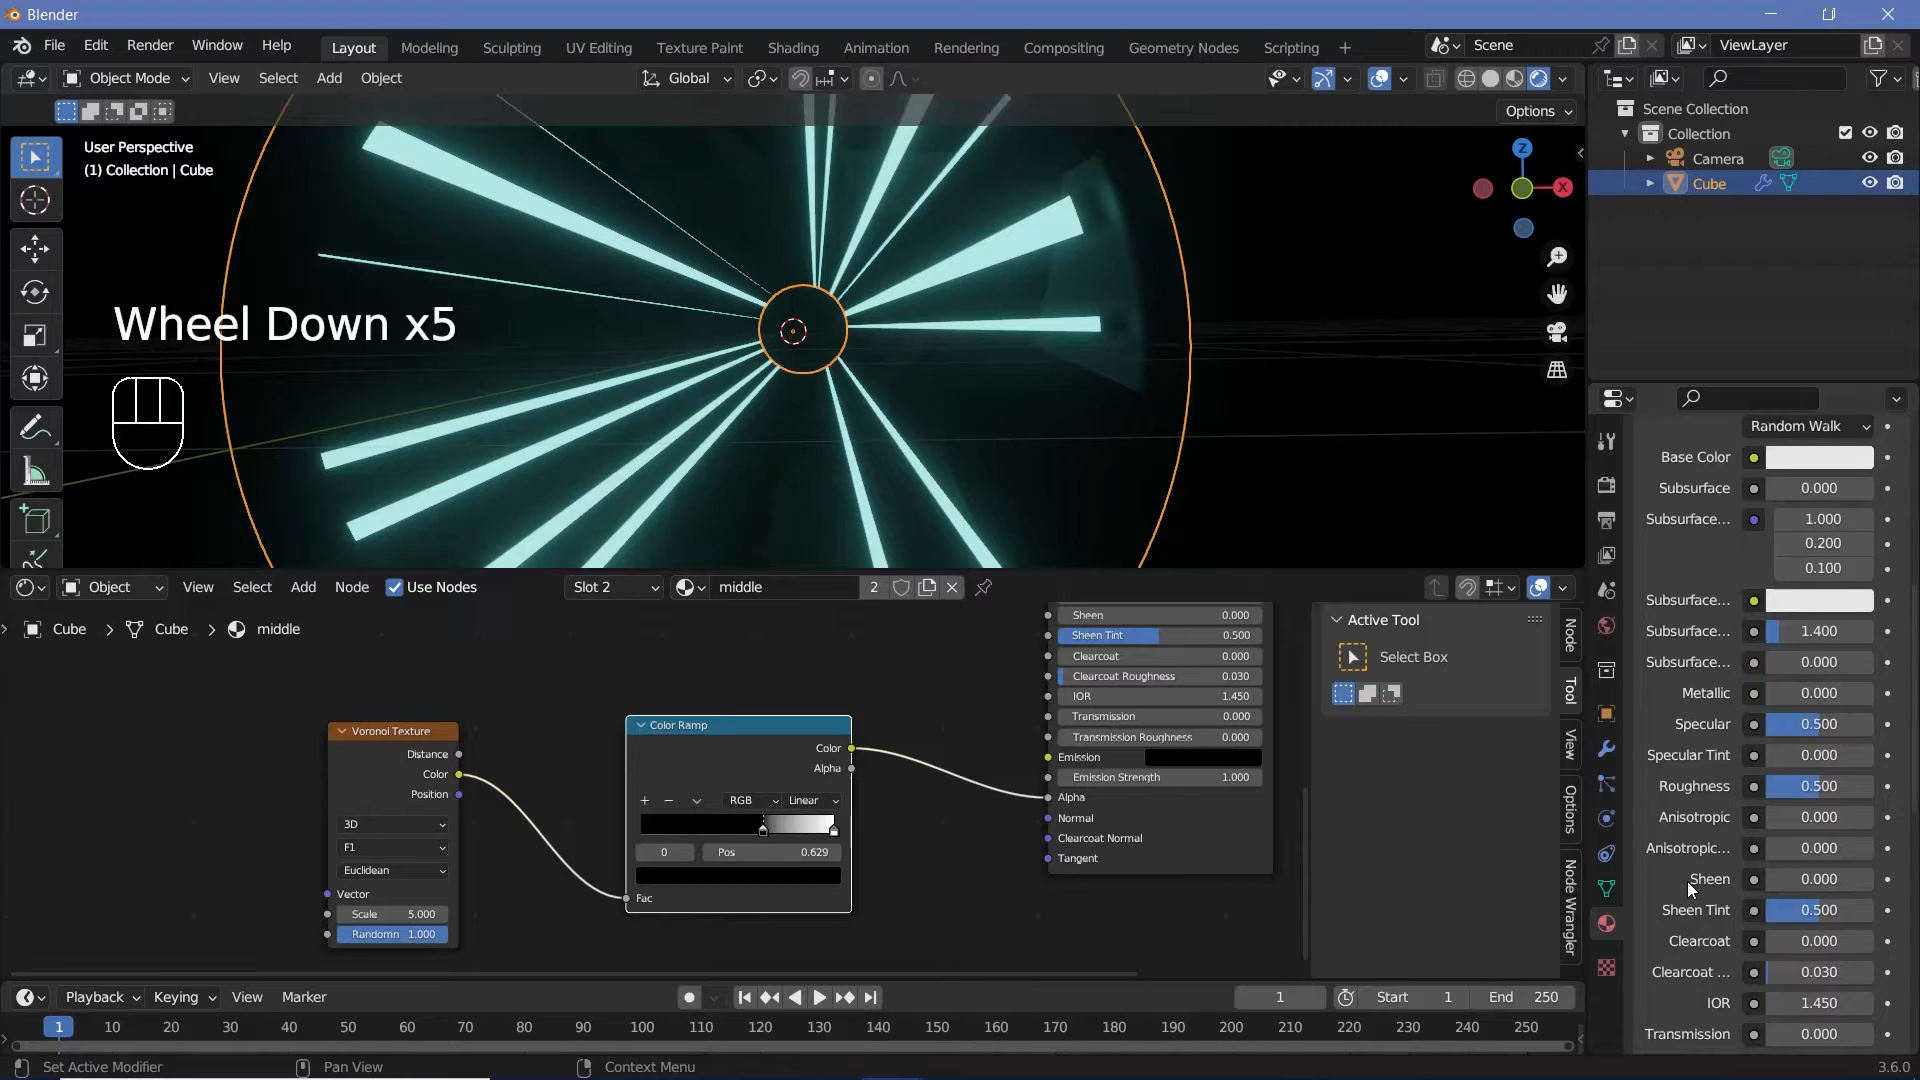 Blender
File Edit Render Window Help Layout Modeling Sculpting UV Editing Texture Paint Shading Animation Rendering Compositing Geometry Nodes Scripting + Scene ViewLayer
Object Mode View Select Add Object Global
Options
User Perspective
(1) Collection | Cube
Z
X
Wheel Down x5
Scene Collection
Collection
Camera
Cube
Random Walk
Base Color
Subsurface 0.000
Subsurface... 1.000
0.200
0.100
Subsurface...
Subsurface... 1.400
Subsurface... 0.000
Metallic 0.000
Specular 0.500
Specular Tint 0.000
Roughness 0.500
Anisotropic 0.000
Anisotropic... 0.000
Sheen 0.000
Sheen Tint 0.500
Clearcoat 0.000
Clearcoat ... 0.030
IOR 1.450
Transmission 0.000
Object View Select Add Node Use Nodes Slot 2 middle 2
Cube > Cube > middle
Voronoi Texture
Distance
Color
Position
3D
F1
Euclidean
Vector
Scale 5.000
Randomn 1.000
Color Ramp
Color
Alpha
+ − RGB Linear
0 Pos 0.629
Fac
Sheen 0.000
Sheen Tint 0.500
Clearcoat 0.000
Clearcoat Roughness 0.030
IOR 1.450
Transmission 0.000
Transmission Roughness 0.000
Emission
Emission Strength 1.000
Alpha
Normal
Clearcoat Normal
Tangent
Active Tool
Select Box
Node
Tool
View
Options
Node Wrangler
Playback Keying View Marker 1 Start 1 End 250
1 10 20 30 40 50 60 70 80 90 100 110 120 130 140 150 160 170 180 190 200 210 220 230 240 250
Set Active Modifier Pan View Context Menu 3.6.0